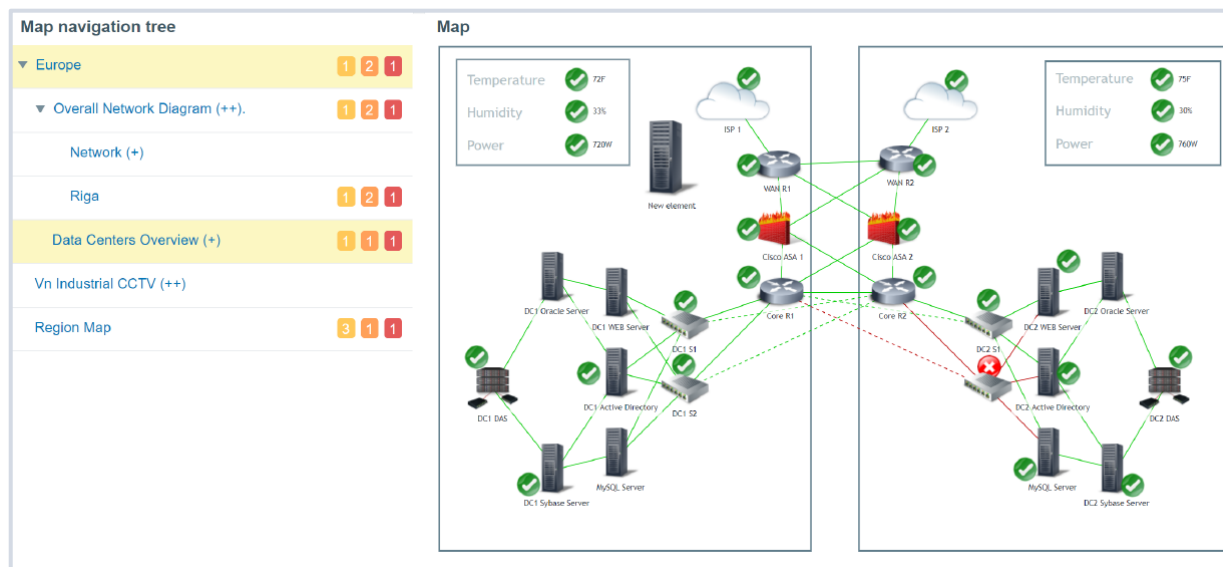 Map navigation tree
Europe 1 2 1
Overall Network Diagram (++). 1 2 1
Network (+)
Riga 1 2 1
Data Centers Overview (+) 1 1 1
Vn Industrial CCTV (++)
Region Map 3 1 1
Map
Temperature 72F
Humidity 33%
Power 720W
ISP 1
New element
WAN R1
Cisco ASA 1
Core R1
DC1 Oracle Server
DC1 WEB Server
DC1 S1
DC1 DAS
DC1 Active Directory
DC1 S2
DC1 Sybase Server
MySQL Server
Temperature 75F
Humidity 30%
Power 760W
ISP 2
WAN R2
Cisco ASA 2
Core R2
DC2 WEB Server
DC2 Oracle Server
DC2 S1
DC2 Active Directory
DC2 DAS
MySQL Server
DC2 Sybase Server